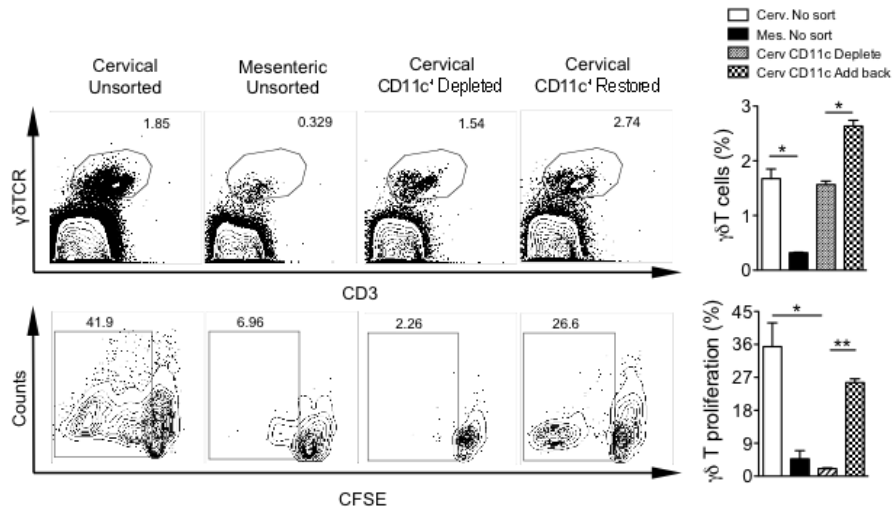 Cerv. No sort
Mes. No sort
Cerv CD11c Deplete
Cerv CD11c Add back
Cervical
Unsorted
Mesenteric
Unsorted
Cervical
CD11c⁺ Depleted
Cervical
CD11c⁺ Restored
1.85
0.329
1.54
2.74
γδTCR
CD3
γδT cells (%)
3
2
1
0
*
*
41.9
6.96
2.26
26.6
Counts
CFSE
γδ T proliferation (%)
45
36
27
18
9
0
*
**